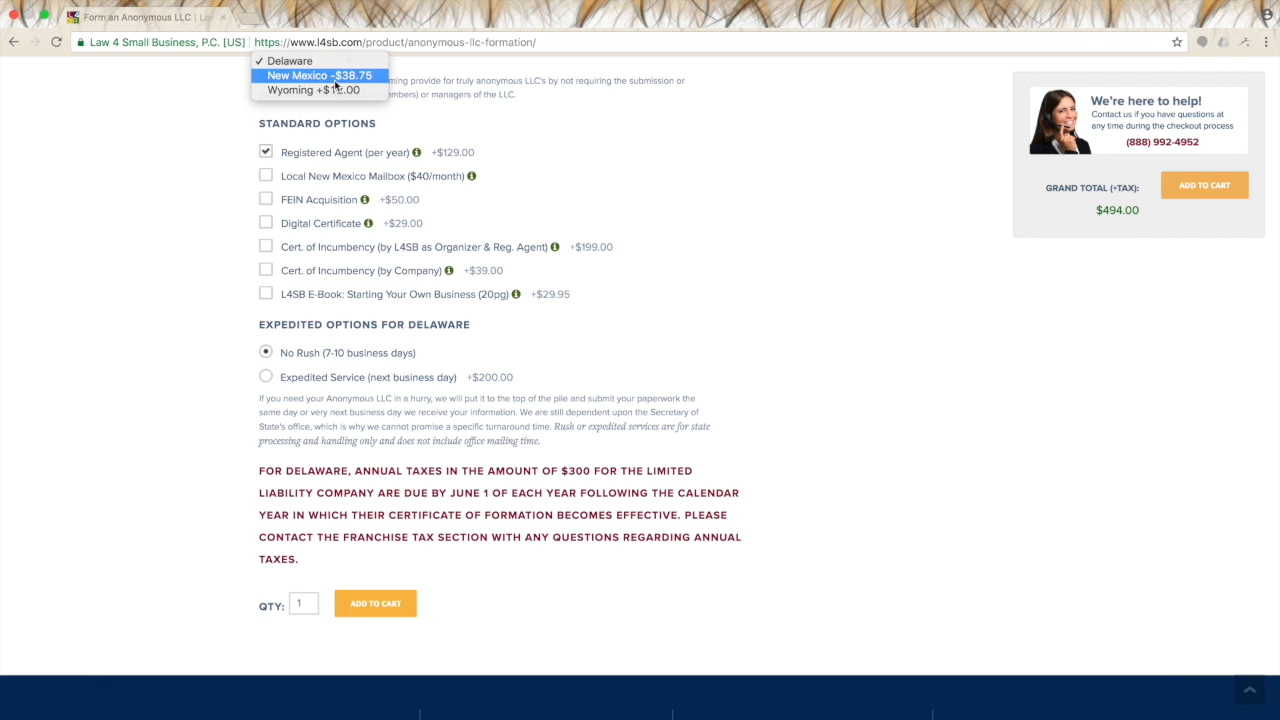 Form an Anonymous LLC | La
Law 4 Small Business, P.C. [US] https://www.l4sb.com/product/anonymous-llc-formation/
✓ Delaware
New Mexico -$38.75
Wyoming +$12.00
ming provide for truly anonymous LLC's by not requiring the submission or
members) or managers of the LLC.
STANDARD OPTIONS
Registered Agent (per year) +$129.00
Local New Mexico Mailbox ($40/month)
FEIN Acquisition +$50.00
Digital Certificate +$29.00
Cert. of Incumbency (by L4SB as Organizer & Reg. Agent) +$199.00
Cert. of Incumbency (by Company) +$39.00
L4SB E-Book: Starting Your Own Business (20pg) +$29.95
EXPEDITED OPTIONS FOR DELAWARE
No Rush (7-10 business days)
Expedited Service (next business day) +$200.00
If you need your Anonymous LLC in a hurry, we will put it to the top of the pile and submit your paperwork the
same day or very next business day we receive your information. We are still dependent upon the Secretary of
State's office, which is why we cannot promise a specific turnaround time. Rush or expedited services are for state
processing and handling only and does not include office mailing time.
FOR DELAWARE, ANNUAL TAXES IN THE AMOUNT OF $300 FOR THE LIMITED
LIABILITY COMPANY ARE DUE BY JUNE 1 OF EACH YEAR FOLLOWING THE CALENDAR
YEAR IN WHICH THEIR CERTIFICATE OF FORMATION BECOMES EFFECTIVE. PLEASE
CONTACT THE FRANCHISE TAX SECTION WITH ANY QUESTIONS REGARDING ANNUAL
TAXES.
QTY: 1 ADD TO CART
We're here to help!
Contact us if you have questions at
any time during the checkout process
(888) 992-4952
GRAND TOTAL (+TAX): ADD TO CART
$494.00